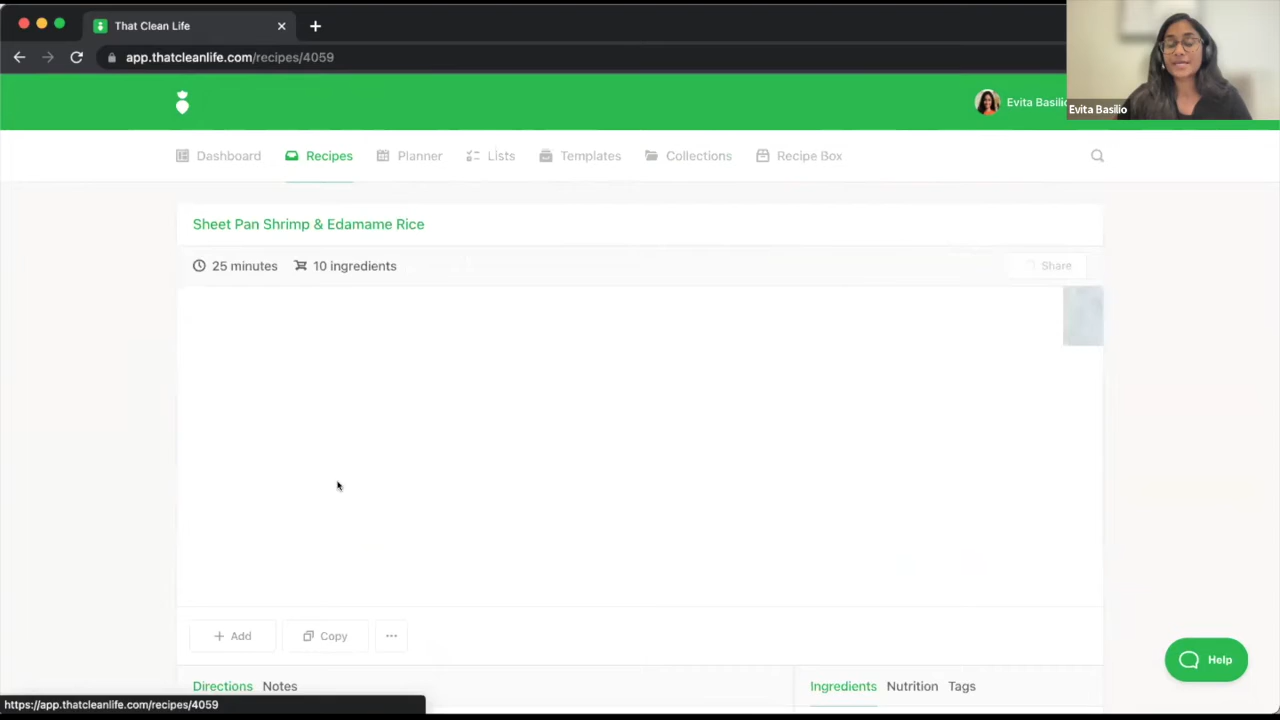 That Clean Life
app.thatcleanlife.com/recipes/4059
Evita Basilio
Evita Basilio
Dashboard Recipes Planner Lists Templates Collections Recipe Box
Sheet Pan Shrimp & Edamame Rice
25 minutes 10 ingredients Share
Add Copy
Help
Directions Notes Ingredients Nutrition Tags
https://app.thatcleanlife.com/recipes/4059